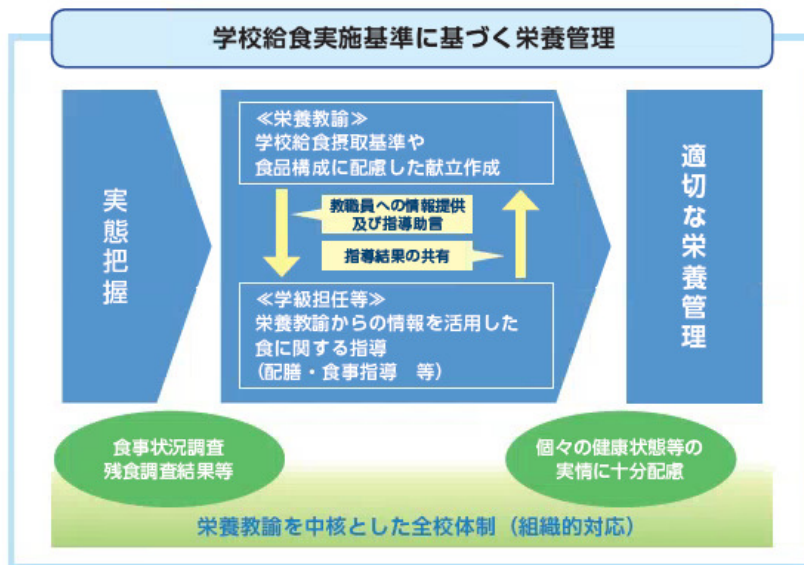 学校給食実施基準に基づく栄養管理
実態把握
≪栄養教諭≫
学校給食摂取基準や
食品構成に配慮した献立作成
教職員への情報提供
及び指導助言
指導結果の共有
≪学級担任等≫
栄養教諭からの情報を活用した
食に関する指導
(配膳・食事指導　等)
適切な栄養管理
食事状況調査
残食調査結果等
個々の健康状態等の
実情に十分配慮
栄養教諭を中核とした全校体制（組織的対応）